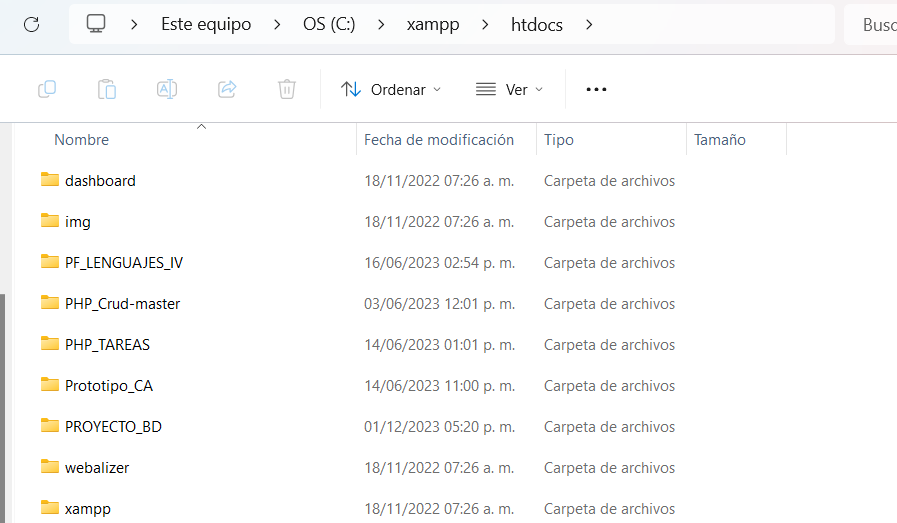 Este equipo > OS (C:) > xampp > htdocs >
Ordenar Ver
Nombre Fecha de modificación Tipo Tamaño
dashboard 18/11/2022 07:26 a. m. Carpeta de archivos
img 18/11/2022 07:26 a. m. Carpeta de archivos
PF_LENGUAJES_IV 16/06/2023 02:54 p. m. Carpeta de archivos
PHP_Crud-master 03/06/2023 12:01 p. m. Carpeta de archivos
PHP_TAREAS 14/06/2023 01:01 p. m. Carpeta de archivos
Prototipo_CA 14/06/2023 11:00 p. m. Carpeta de archivos
PROYECTO_BD 01/12/2023 05:20 p. m. Carpeta de archivos
webalizer 18/11/2022 07:26 a. m. Carpeta de archivos
xampp 18/11/2022 07:26 a. m. Carpeta de archivos